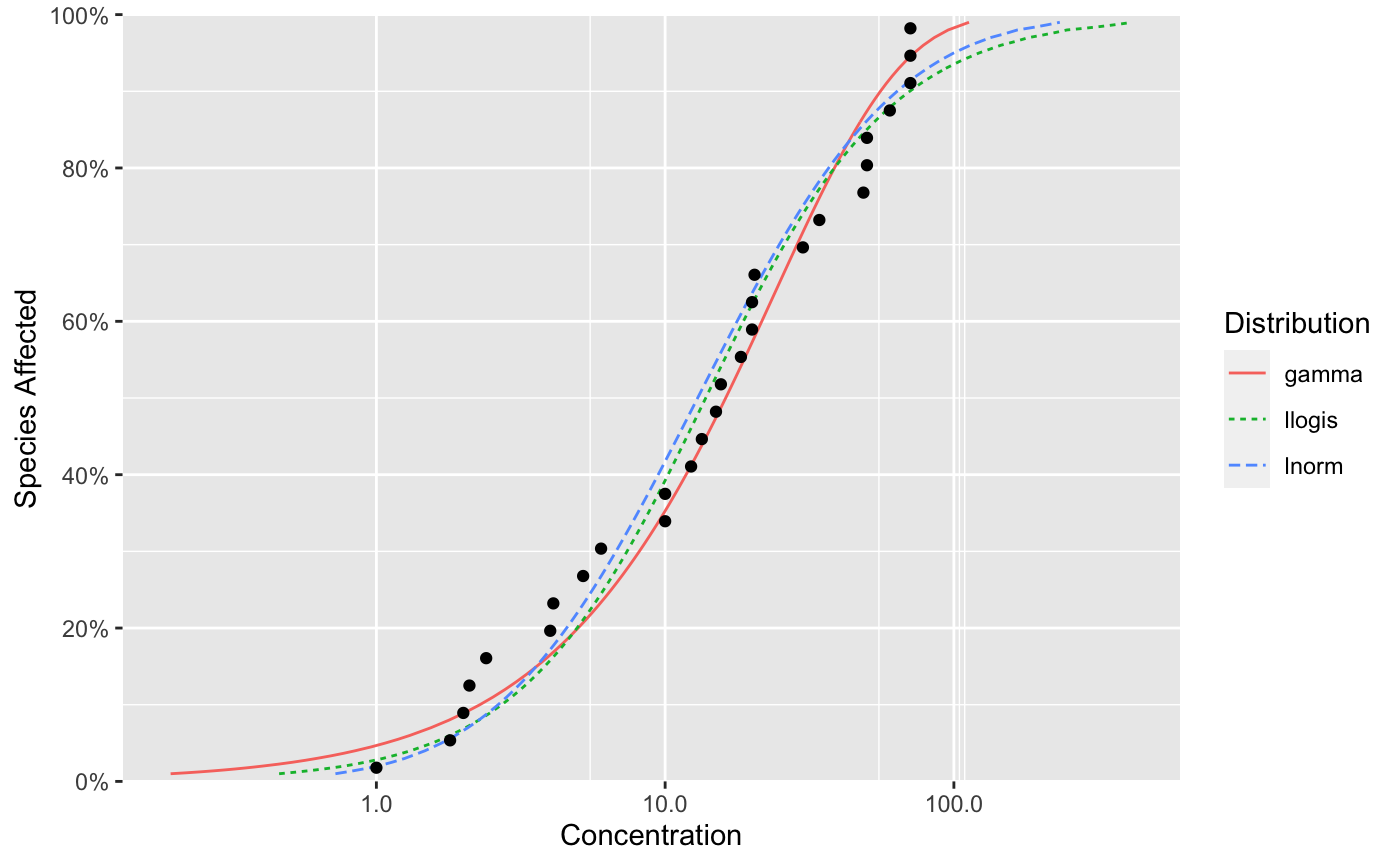 100%
80%
60%
40%
20%
0%
Species Affected
1.0
10.0
100.0
Concentration
Distribution
gamma
llogis
lnorm